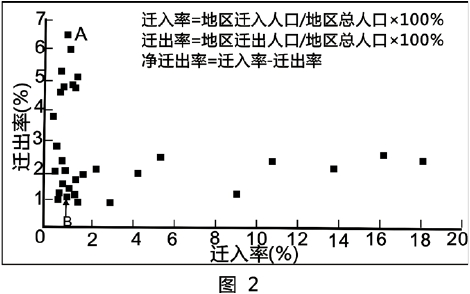 7
6
5
4
3
2
1
0
迁出率(%)
A
B
迁入率=地区迁入人口/地区总人口×100%
迁出率=地区迁出人口/地区总人口×100%
净迁出率=迁入率-迁出率
2 4 6 8 10 12 14 16 18 20
迁入率(%)
图 2